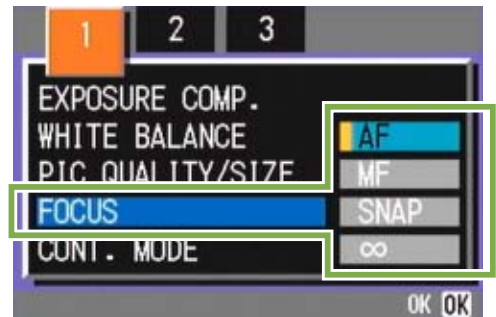 1 2 3
EXPOSURE COMP.
WHITE BALANCE AF
PIC QUALITY/SIZE MF
FOCUS SNAP
CONT. MODE ∞
OK OK